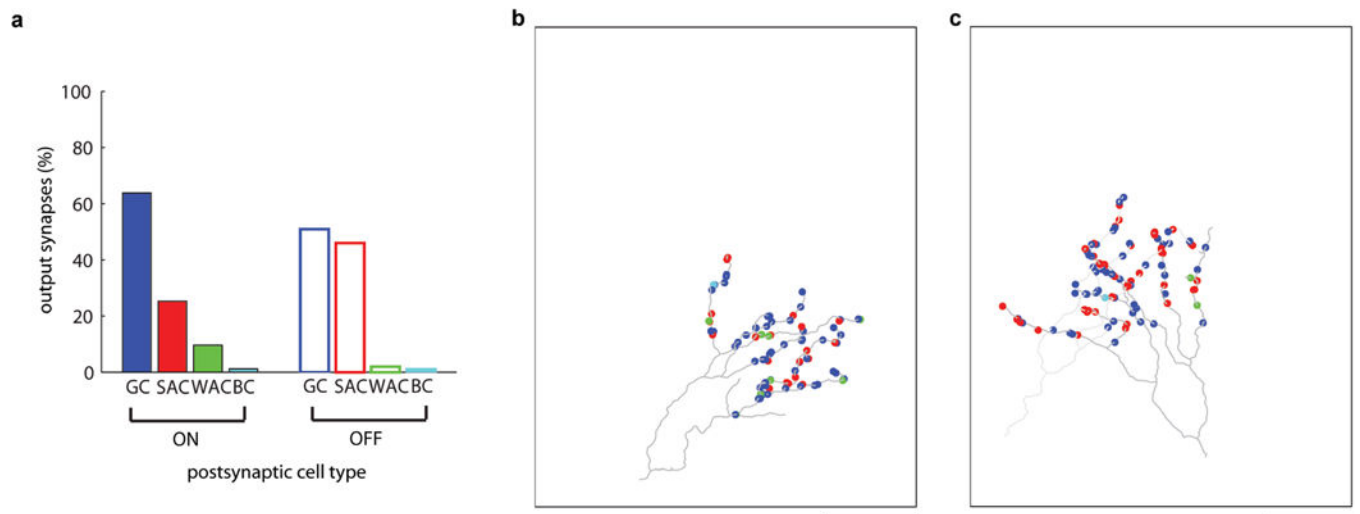 a
b
c
100
80
60
40
20
0
output synapses (%)
GC SAC WAC BC GC SAC WAC BC
ON OFF
postsynaptic cell type